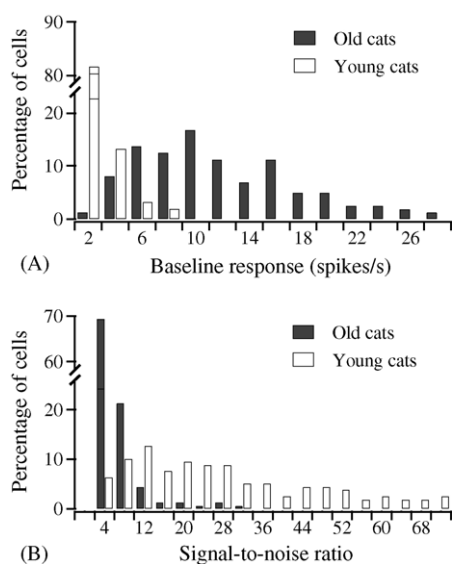 (A)
Percentage of cells
90
80
20
10
0
Old cats
Young cats
2 6 10 14 18 22 26
Baseline response (spikes/s)
(B)
Percentage of cells
70
60
20
10
0
Old cats
Young cats
4 12 20 28 36 44 52 60 68
Signal-to-noise ratio